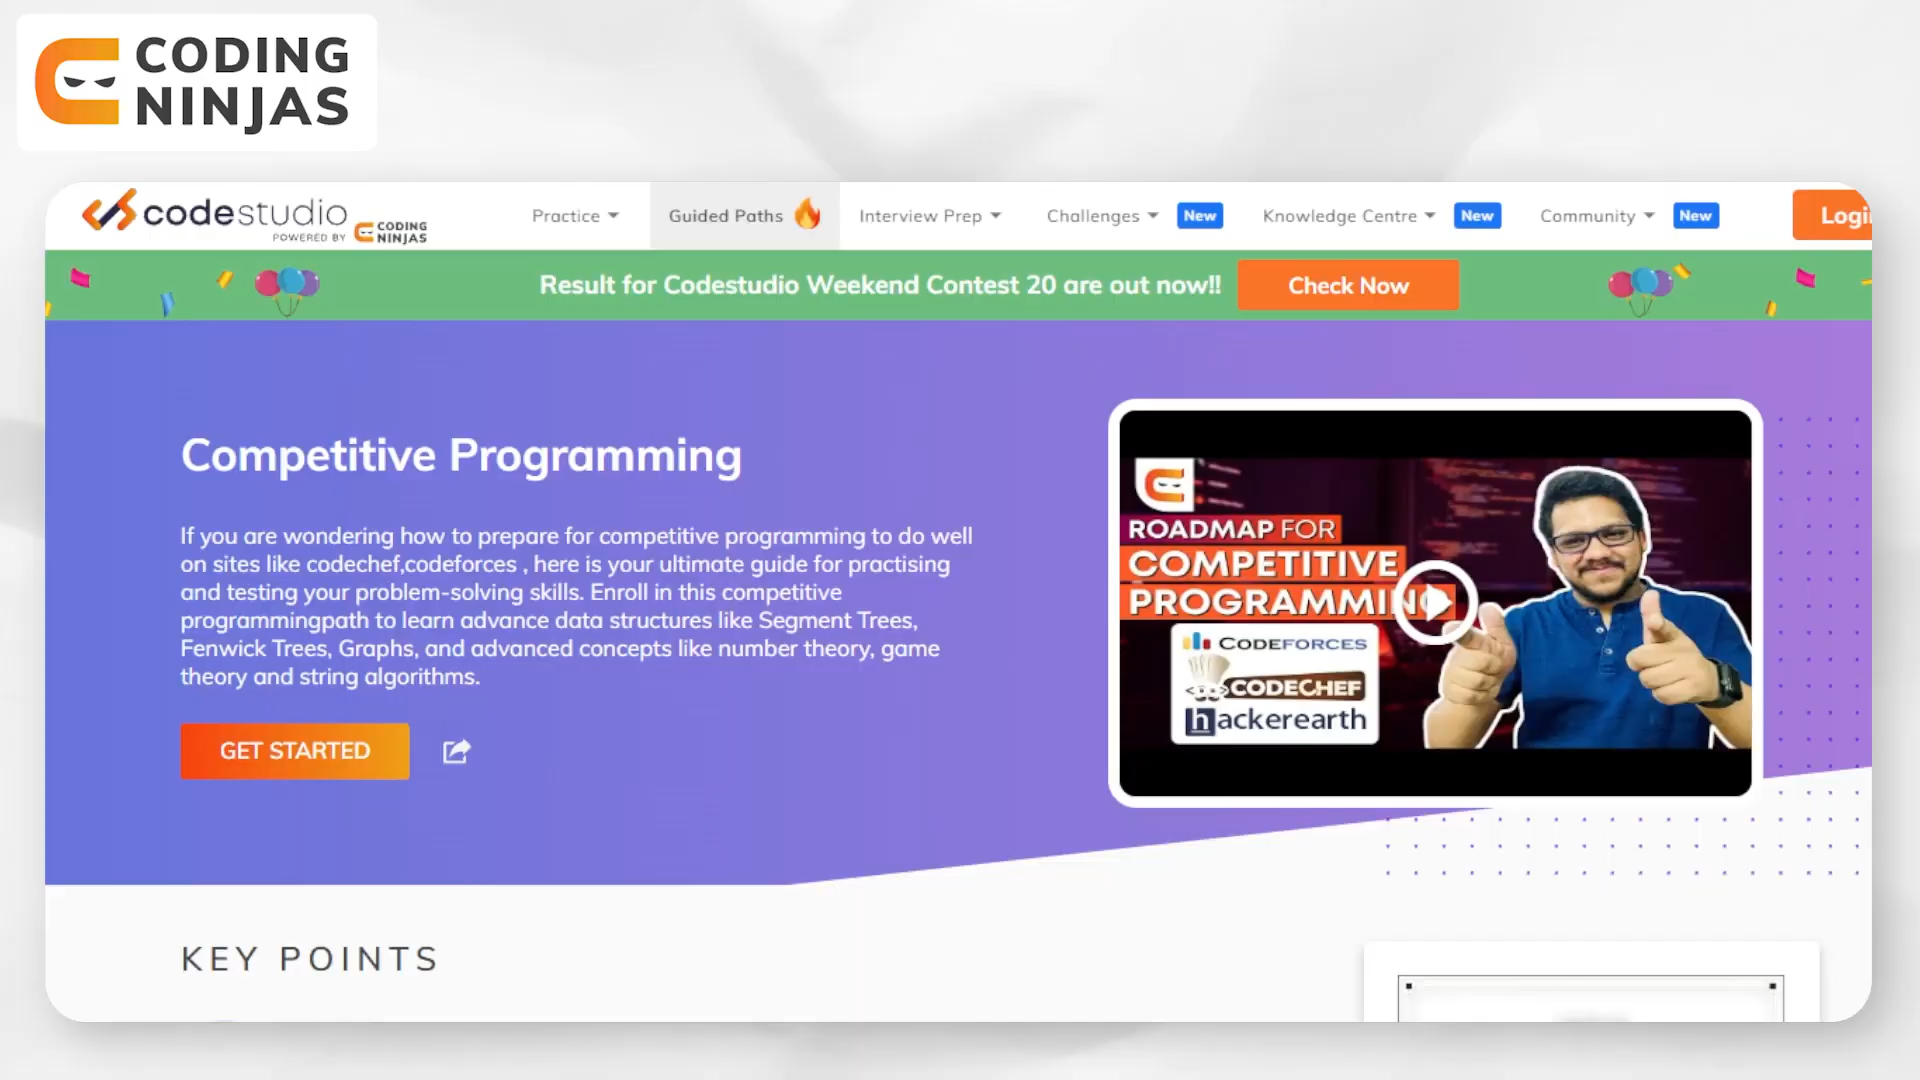 CODING
NINJAS
codestudio
POWERED BY CODING NINJAS
Practice
Guided Paths
Interview Prep
Challenges New
Knowledge Centre New
Community New
Result for Codestudio Weekend Contest 20 are out now!!
Check Now
Competitive Programming
If you are wondering how to prepare for competitive programming to do well
on sites like codechef,codeforces , here is your ultimate guide for practising
and testing your problem-solving skills. Enroll in this competitive
programmingpath to learn advance data structures like Segment Trees,
Fenwick Trees, Graphs, and advanced concepts like number theory, game
theory and string algorithms.
GET STARTED
ROADMAP FOR
COMPETITIVE
PROGRAMMING
CODEFORCES
CODECHEF
hackerearth
KEY POINTS